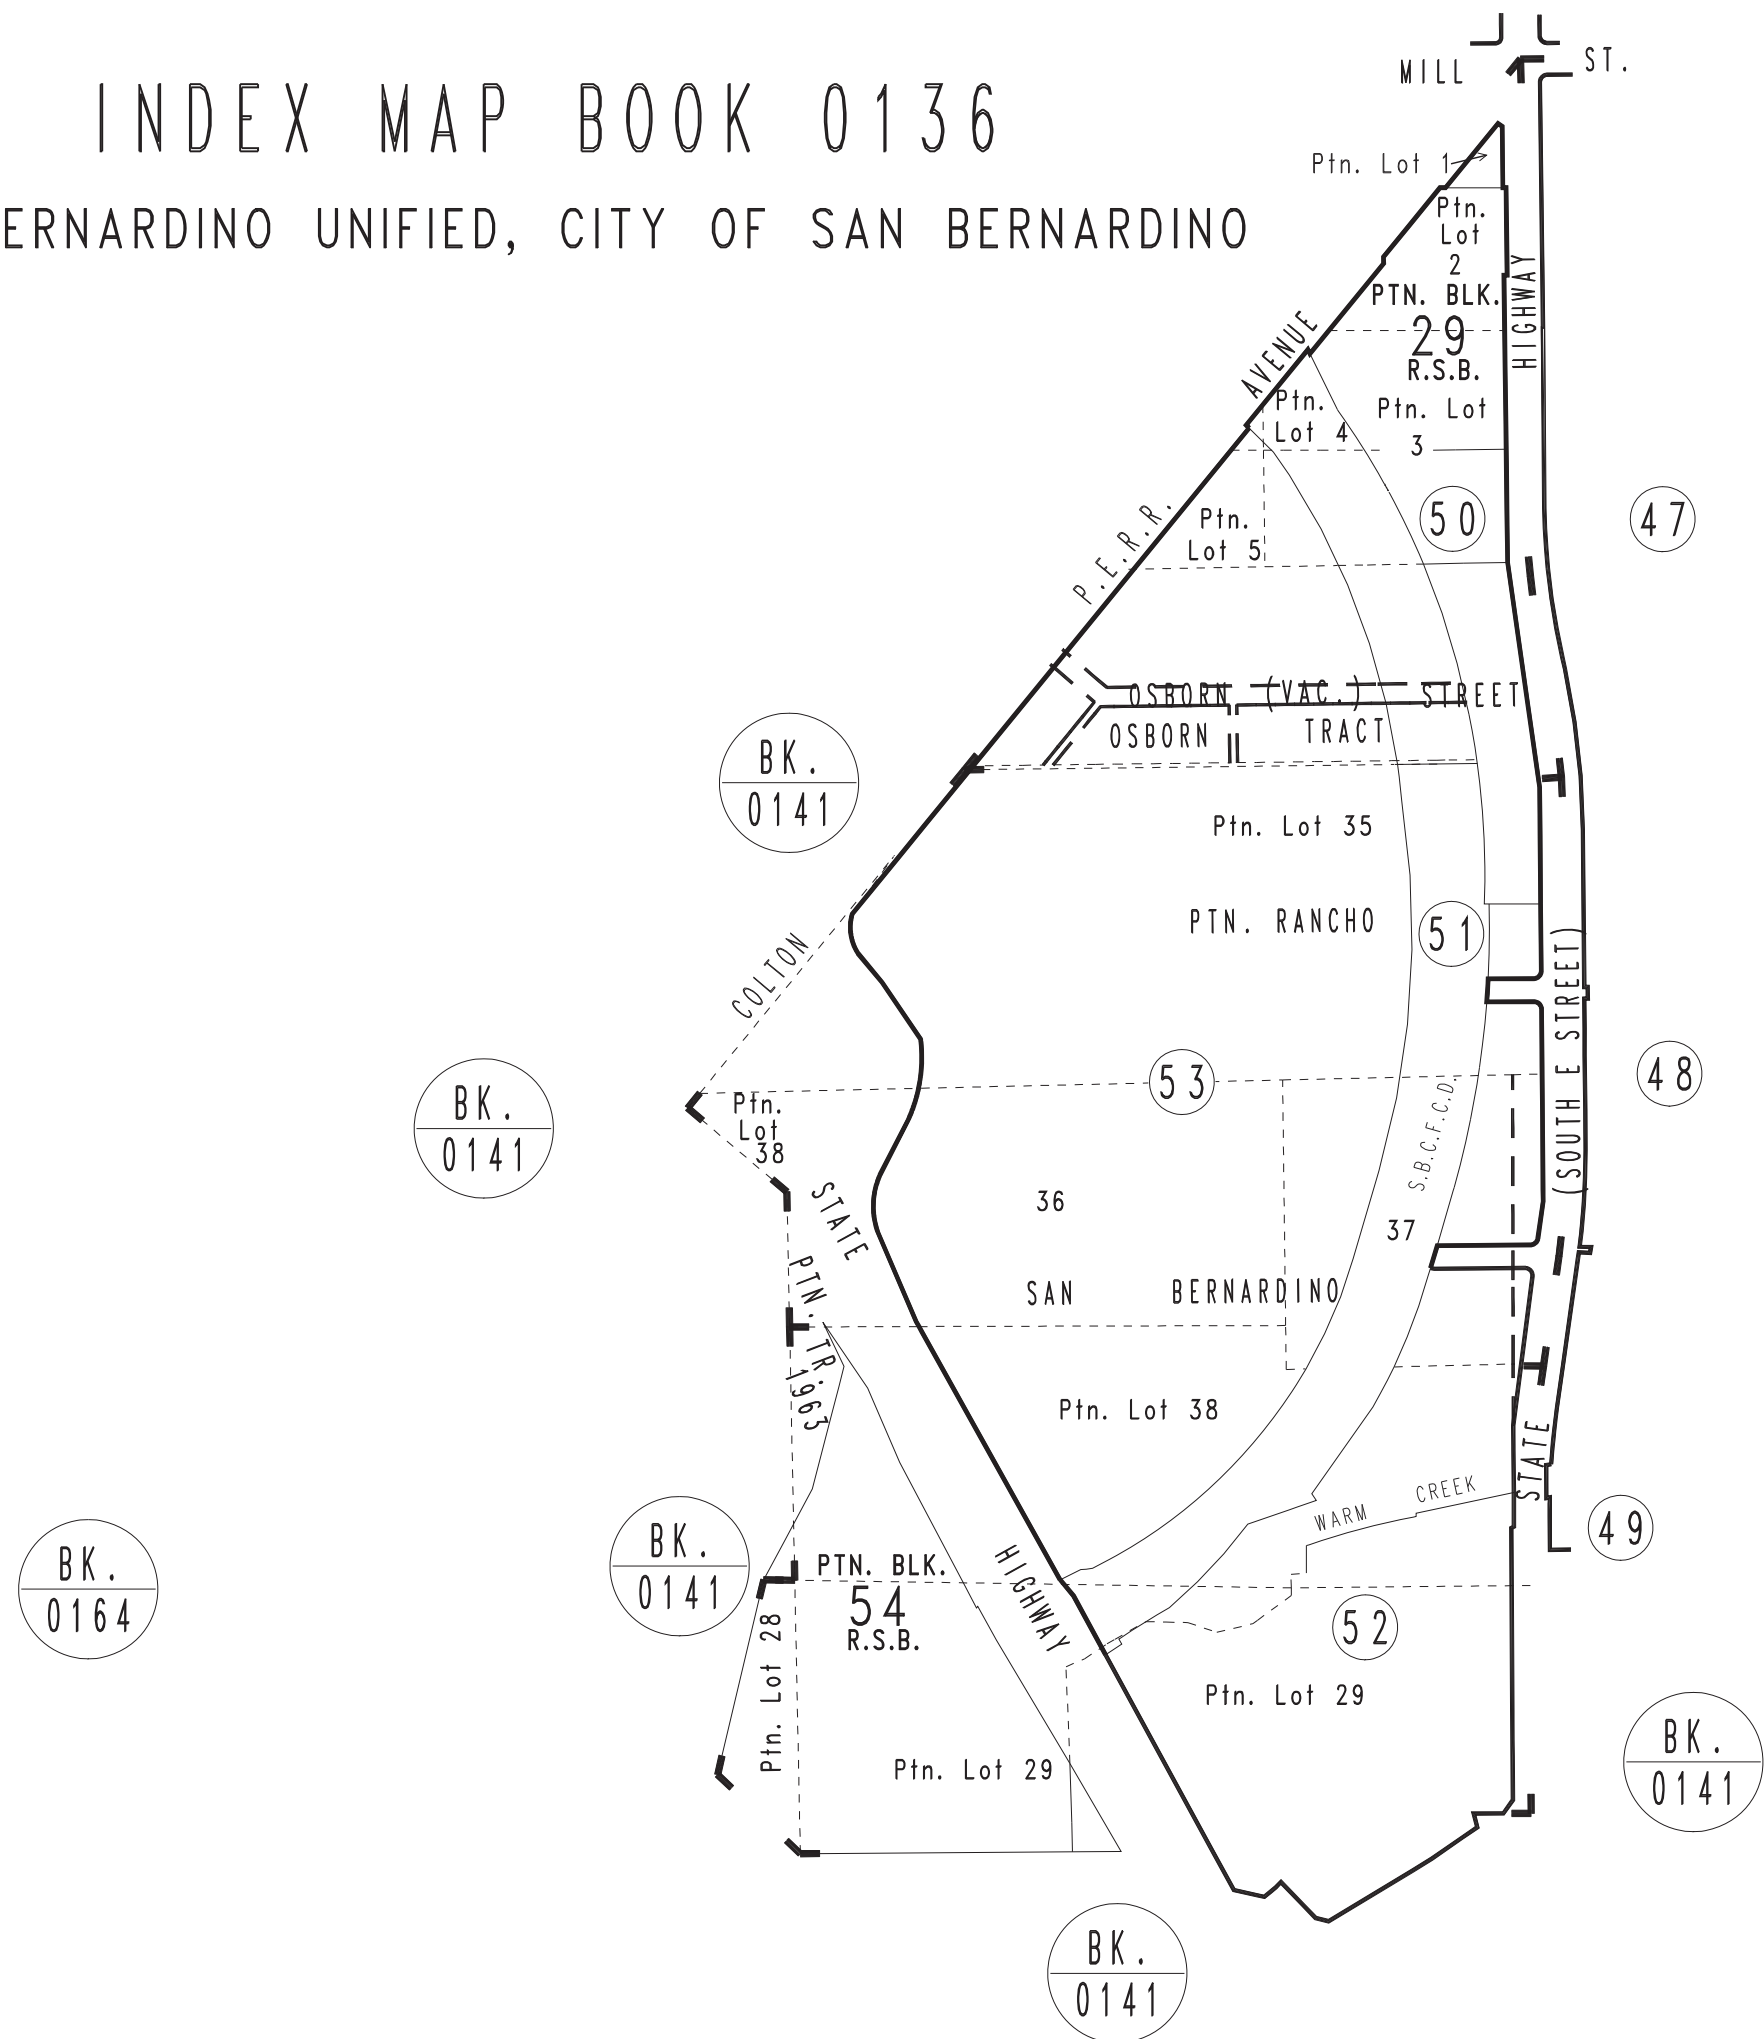 INDEX MAP BOOK 0136
ERNARDINO UNIFIED, CITY OF SAN BERNARDINO
MILL ST.
Ptn. Lot 1
Ptn.
Lot
2
PTN. BLK.
29
R.S.B.
HIGHWAY
AVENUE
Ptn.
Lot 4
Ptn. Lot
3
P.E.R.R.
Ptn.
Lot 5
50
47
OSBORN (VAC.) STREET
OSBORN TRACT
BK.
0141
Ptn. Lot 35
PTN. RANCHO
51
COLTON
(SOUTH E STREET)
53
48
BK.
0141
Ptn.
Lot
38
S.B.C.F.C.D.
STATE
36
37
PTN. TR. 1963
SAN BERNARDINO
Ptn. Lot 38
STATE
WARM CREEK
49
BK.
0164
BK.
0141
PTN. BLK.
54
R.S.B.
HIGHWAY
Ptn. Lot 28
52
Ptn. Lot 29
Ptn. Lot 29
BK.
0141
BK.
0141